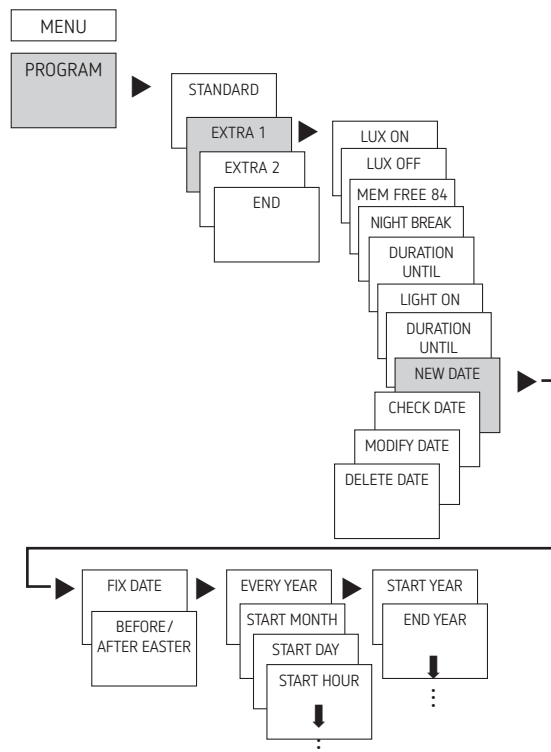 MENU
PROGRAM
STANDARD
EXTRA 1
EXTRA 2
END
LUX ON
LUX OFF
MEM FREE 84
NIGHT BREAK
DURATION
UNTIL
LIGHT ON
DURATION
UNTIL
NEW DATE
CHECK DATE
MODIFY DATE
DELETE DATE
FIX DATE
BEFORE/
AFTER EASTER
EVERY YEAR
START MONTH
START DAY
START HOUR
START YEAR
END YEAR